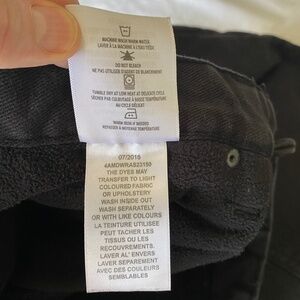 MACHINE WASH WARM WATER
LAVER À LA MACHINE À L'EAU TIÈDE
DO NOT BLEACH
NE PAS UTILISER D'AGENT DE BLANCHIMENT
TUMBLE DRY AT LOW HEAT AT DELICATE CYCLE
SÉCHER PAR CULBUTAGE À BASSE TEMPÉRATURE
AU CYCLE DÉLICAT
WARM IRON IF NEEDED
REPASSER À MOYENNE TEMPÉRATURE
07/2016
4AMDWRAS23150
THE DYES MAY
TRANSFER TO LIGHT
COLOURED FABRIC
OR UPHOLSTERY
WASH INSIDE OUT
WASH SEPARATELY
OR WITH LIKE COLOURS
LA TEINTURE UTILISEE
PEUT TACHER LES
TISSUS OU LES
RECOUVREMENTS.
LAVER AL' ENVERS
LAVER SEPAREMENT
AVEC DES COULEURS
SEMBLABLES